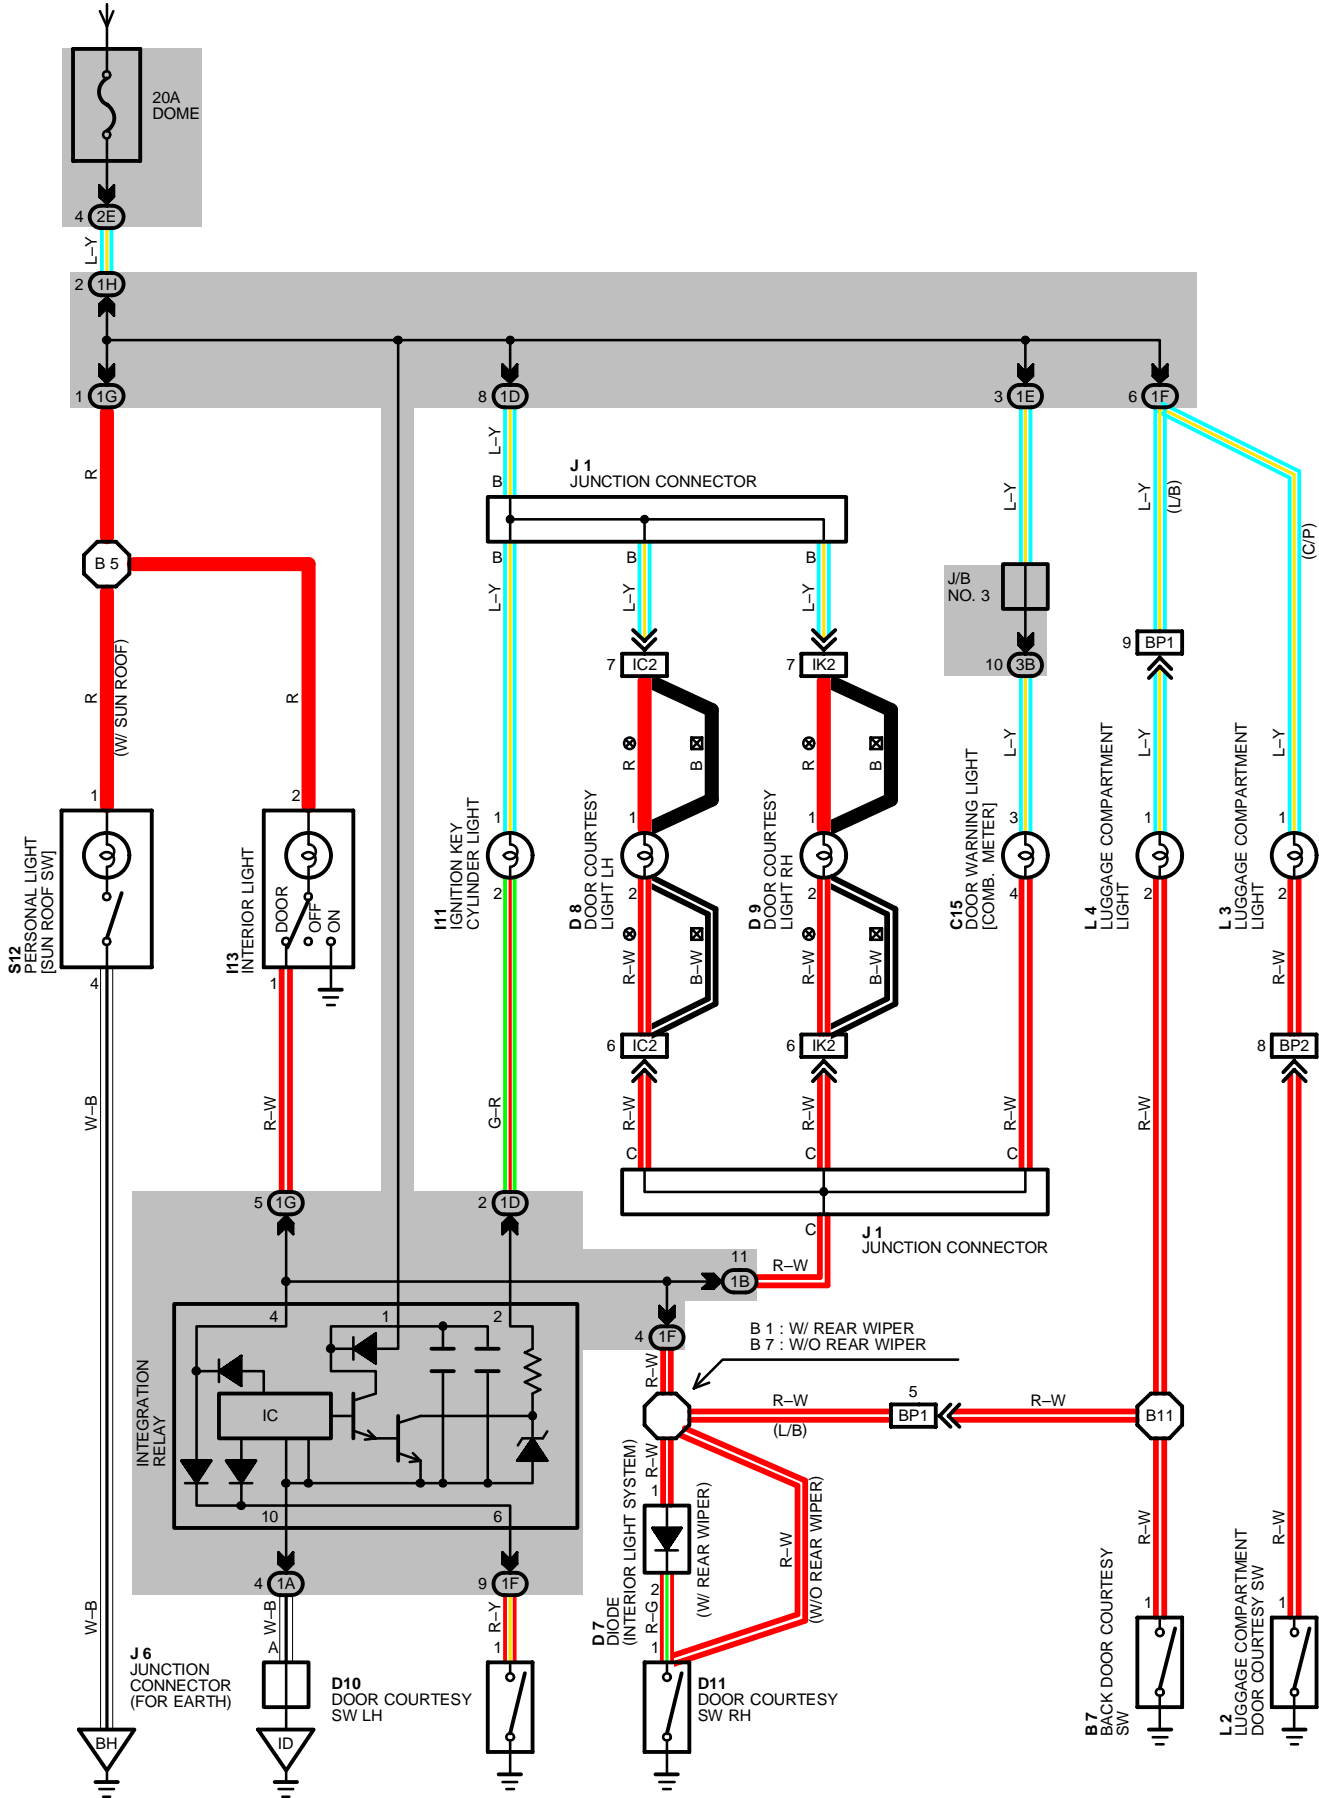 20A
DOME
4 2E
L–Y
2 1H
1 1G
8 1D
3 1E
6 1F
R
L–Y
B
J 1
JUNCTION CONNECTOR
L–Y
L–Y
(L/B)
(C/P)
B 5
B
B
B
L–Y
L–Y
L–Y
J/B
NO. 3
10 3B
9 BP1
7 IC2
7 IK2
R
(W/ SUN ROOF)
R
R
B
R
B
L–Y
L–Y
L–Y
1
2
1
1
1
3
1
1
S12
PERSONAL LIGHT
[SUN ROOF SW]
I13
INTERIOR LIGHT
DOOR
OFF
ON
I11
IGNITION KEY
CYLINDER LIGHT
D 8
DOOR COURTESY
LIGHT LH
D 9
DOOR COURTESY
LIGHT RH
C15
DOOR WARNING LIGHT
[COMB. METER]
L 4
LUGGAGE COMPARTMENT
LIGHT
L 3
LUGGAGE COMPARTMENT
LIGHT
4
1
2
2
2
4
2
2
R–W
B–W
R–W
B–W
6 IC2
6 IK2
8 BP2
W–B
R–W
G–R
R–W
R–W
R–W
R–W
C
C
C
5 1G
2 1D
C
J 1
JUNCTION CONNECTOR
11
1B
R–W
4 1F
B 1 : W/ REAR WIPER
B 7 : W/O REAR WIPER
INTEGRATION
RELAY
4
1
2
IC
10
6
R–W
R–W
(L/B)
5
BP1
R–W
B11
R–W
1
D 7
DIODE
(INTERIOR LIGHT SYSTEM)
(W/ REAR WIPER)
R–W
(W/O REAR WIPER)
2
R–G
1
4 1A
9 1F
W–B
W–B
A
R–Y
1
J 6
JUNCTION
CONNECTOR
(FOR EARTH)
D10
DOOR COURTESY
SW LH
D11
DOOR COURTESY
SW RH
R–W
1
B 7
BACK DOOR COURTESY
SW
R–W
1
L 2
LUGGAGE COMPARTMENT
DOOR COURTESY SW
BH
ID